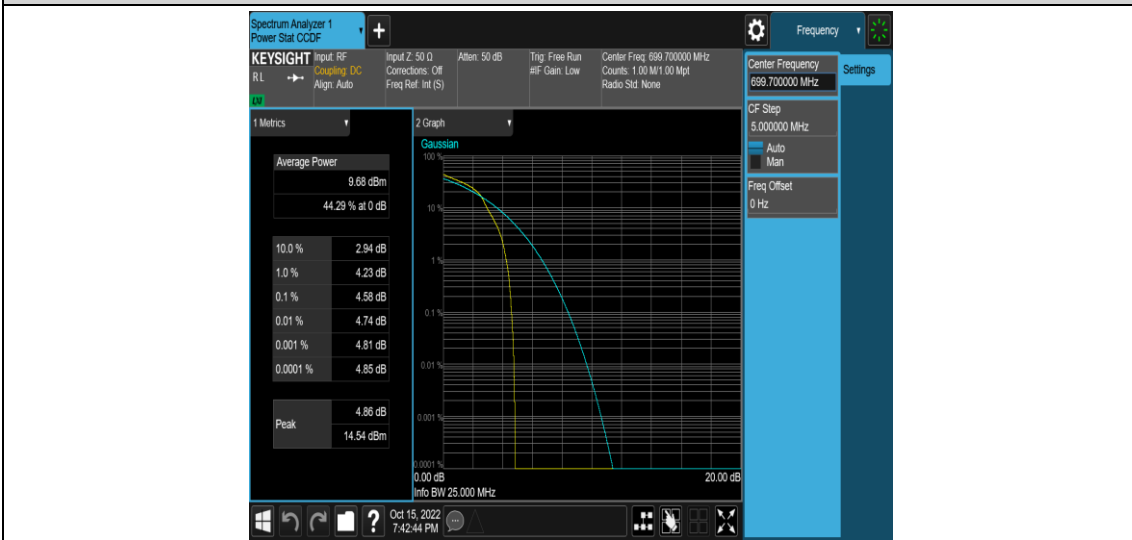 Spectrum Analyzer 1
Power Stat CCDF
+
Frequency
KEYSIGHT
RL
LXI
Input: RF
Coupling: DC
Align: Auto
Input Z: 50 Ω
Corrections: Off
Freq Ref: Int (S)
Atten: 50 dB
Trig: Free Run
#IF Gain: Low
Center Freq: 699.700000 MHz
Counts: 1.00 M/1.00 Mpt
Radio Std: None
Center Frequency
699.700000 MHz
Settings
CF Step
5.000000 MHz
Auto
Man
Freq Offset
0 Hz
1 Metrics
Average Power
9.68 dBm
44.29 % at 0 dB
10.0 % 2.94 dB
1.0 % 4.23 dB
0.1 % 4.58 dB
0.01 % 4.74 dB
0.001 % 4.81 dB
0.0001 % 4.85 dB
Peak
4.86 dB
14.54 dBm
2 Graph
Gaussian
100 %
10 %
1 %
0.1 %
0.01 %
0.001 %
0.0001 %
0.00 dB 20.00 dB
Info BW 25.000 MHz
?
Oct 15, 2022
7:42:44 PM